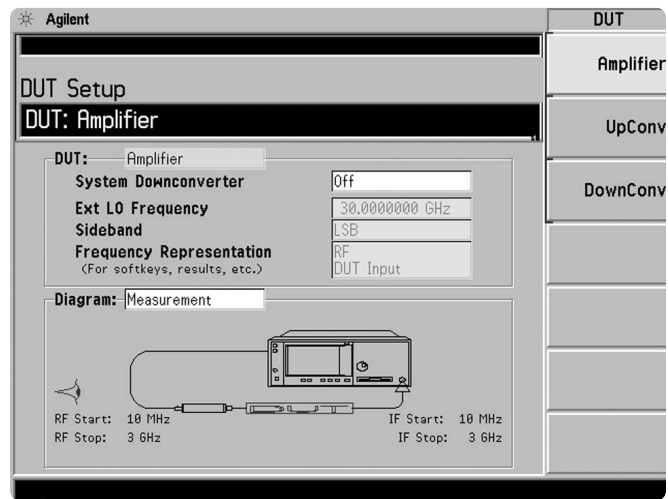 Agilent
DUT
Amplifier
UpConv
DownConv
DUT Setup
DUT: Amplifier
DUT: Amplifier
System Downconverter Off
Ext LO Frequency 30.0000000 GHz
Sideband LSB
Frequency Representation RF
(For softkeys, results, etc.) DUT Input
Diagram: Measurement
RF Start: 10 MHz IF Start: 10 MHz
RF Stop: 3 GHz IF Stop: 3 GHz